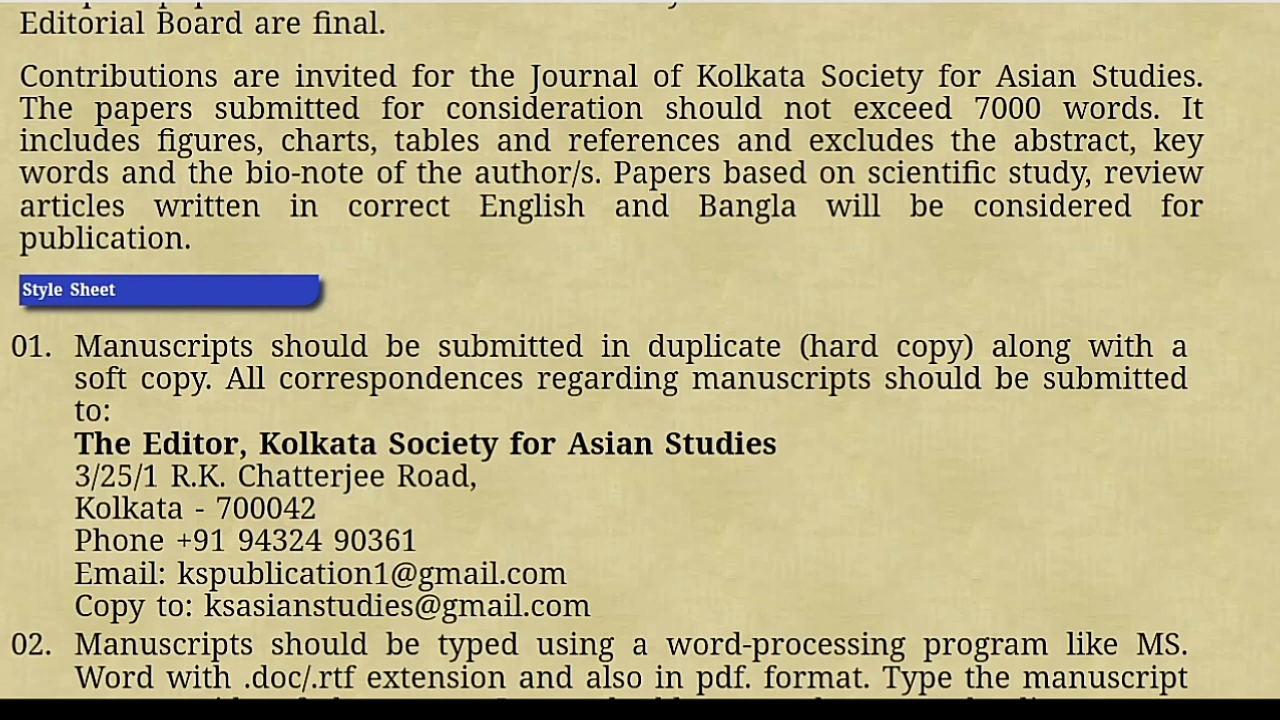 Editorial Board are final.
Contributions are invited for the Journal of Kolkata Society for Asian Studies.
The papers submitted for consideration should not exceed 7000 words. It
includes figures, charts, tables and references and excludes the abstract, key
words and the bio-note of the author/s. Papers based on scientific study, review
articles written in correct English and Bangla will be considered for
publication.
Style Sheet
01. Manuscripts should be submitted in duplicate (hard copy) along with a
soft copy. All correspondences regarding manuscripts should be submitted
to:
The Editor, Kolkata Society for Asian Studies
3/25/1 R.K. Chatterjee Road,
Kolkata - 700042
Phone +91 94324 90361
Email: kspublication1@gmail.com
Copy to: ksasianstudies@gmail.com
02. Manuscripts should be typed using a word-processing program like MS.
Word with .doc/.rtf extension and also in pdf. format. Type the manuscript